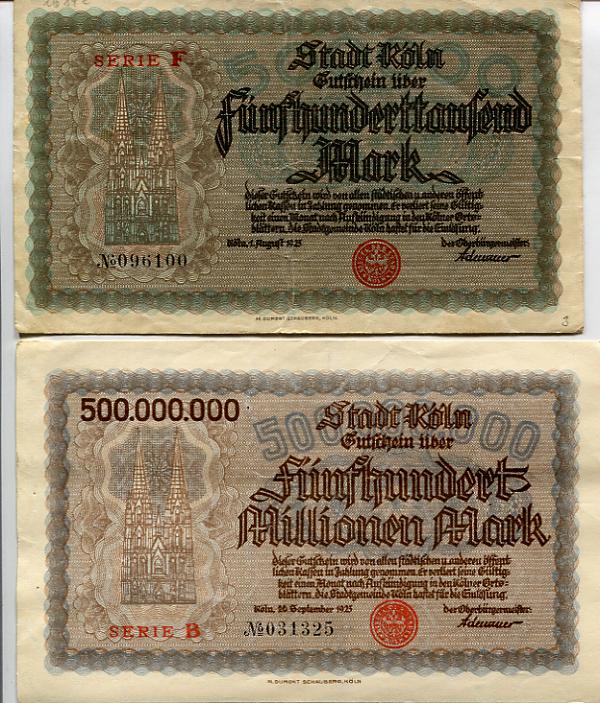 SERIE F
500000
Stadt Köln
Gutschein über
Fünfhunderttausend
Mark
dieser Gutschein wird von allen städtischen u. anderen öffent-
lichen Kassen in Zahlung genommen. Er verliert seine Gültig-
keit einen Monat nach Aufkündigung in den Kölner Orts-
blättern. die Stadtgemeinde Köln haftet für die Einlösung.
Köln, 1. August 1923 der Oberbürgermeister:
Adenauer
№096100
M. DUMONT SCHAUBERG, KÖLN.
3
500.000.000
500000000
Stadt Köln
Gutschein über
Fünfhundert
Millionen Mark
dieser Gutschein wird von allen städtischen u. anderen öffent-
lichen Kassen in Zahlung genommen. Er verliert seine Gültig-
keit einen Monat nach Aufkündigung in den Kölner Orts-
blättern. die Stadtgemeinde Köln haftet für die Einlösung.
Köln, 26. September 1923 der Oberbürgermeister:
Adenauer
SERIE B №031325
M. DUMONT SCHAUBERG, KÖLN